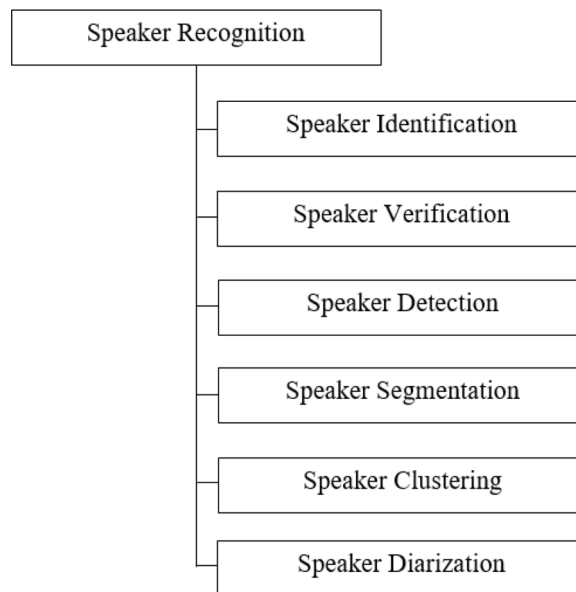 Speaker Recognition
Speaker Identification
Speaker Verification
Speaker Detection
Speaker Segmentation
Speaker Clustering
Speaker Diarization